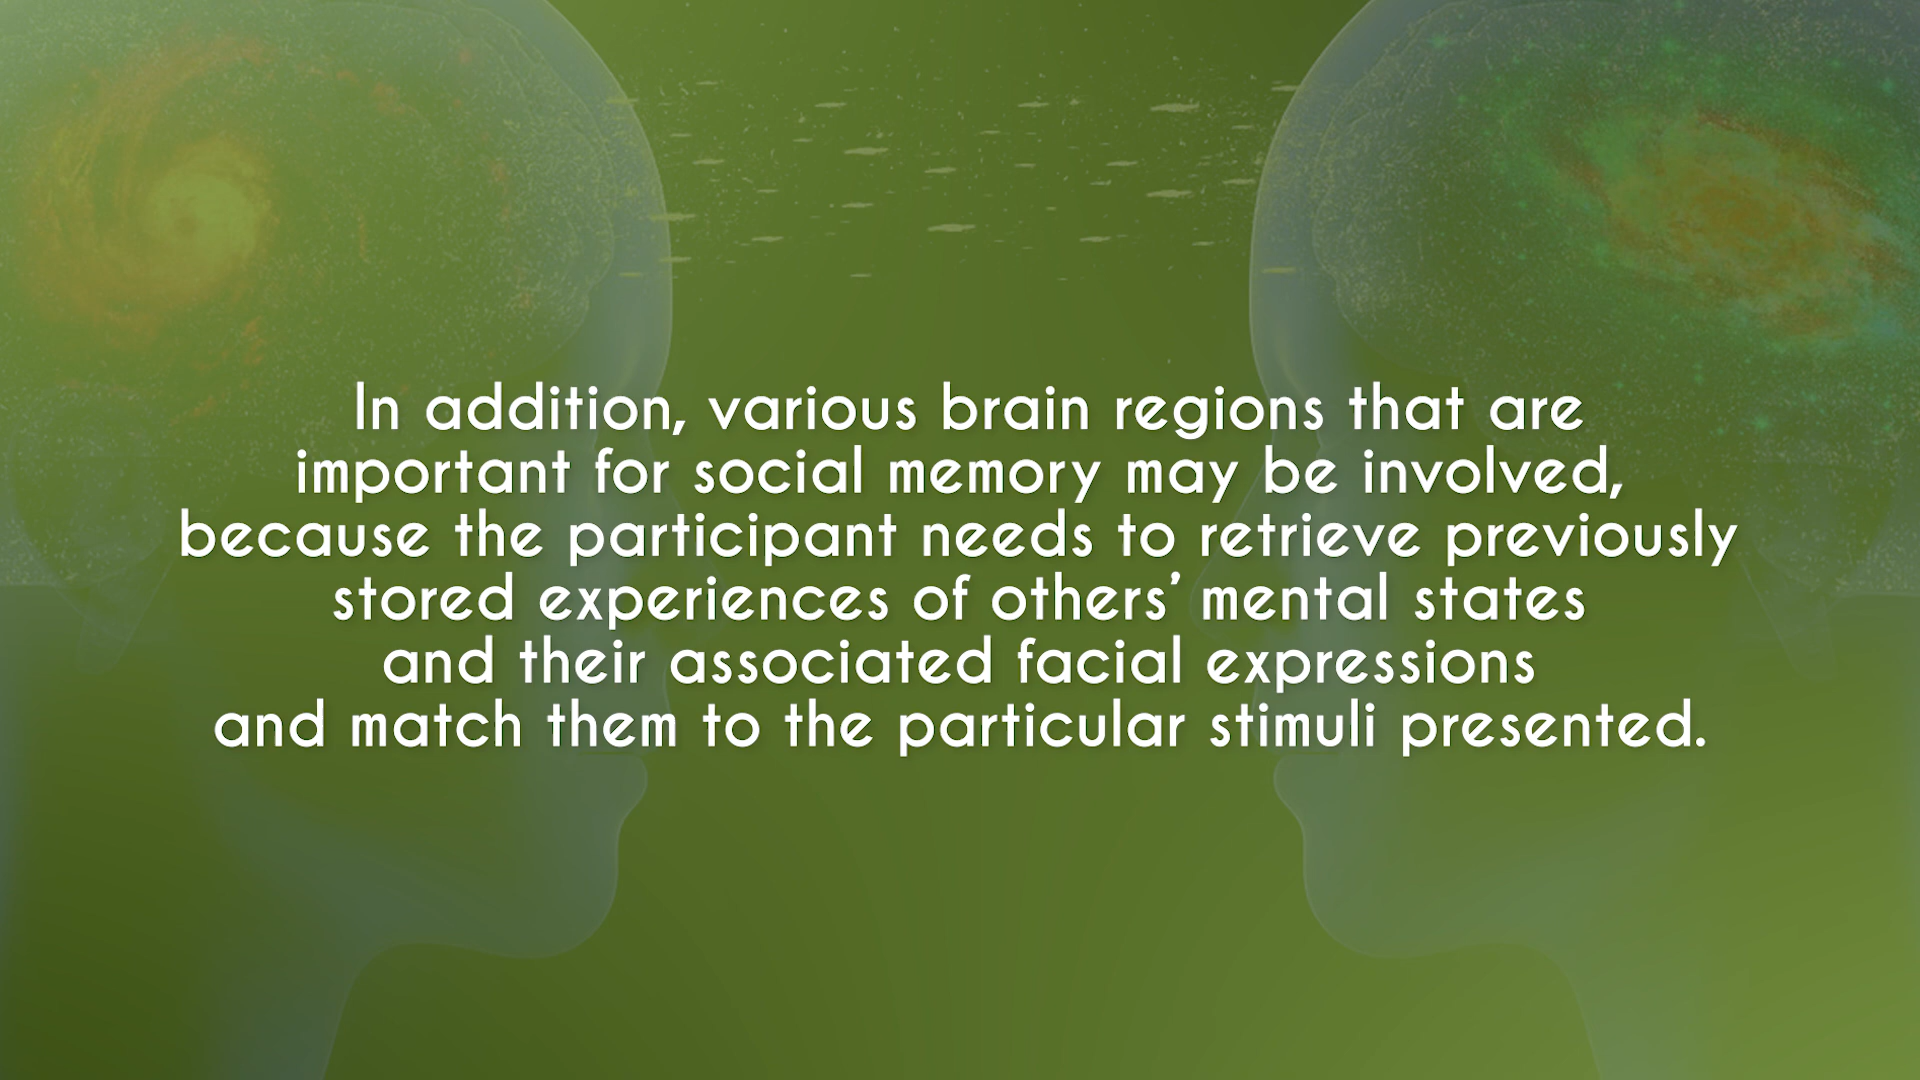 In addition, various brain regions that are
important for social memory may be involved,
because the participant needs to retrieve previously
stored experiences of others’ mental states
and their associated facial expressions
and match them to the particular stimuli presented.